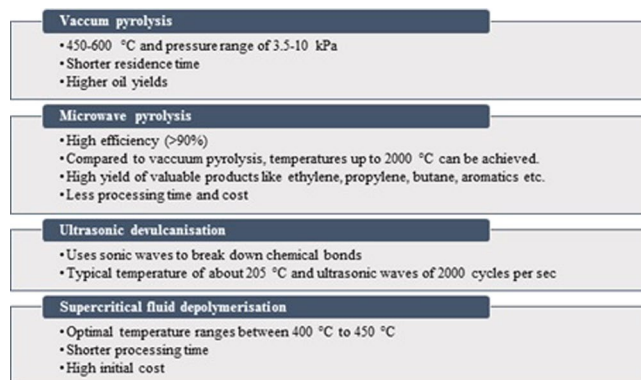 Vaccum pyrolysis
•450-600 °C and pressure range of 3.5-10 kPa
•Shorter residence time
•Higher oil yields
Microwave pyrolysis
•High efficiency (>90%)
•Compared to vaccuum pyrolysis, temperatures up to 2000 °C can be achieved.
•High yield of valuable products like ethylene, propylene, butane, aromatics etc.
•Less processing time and cost
Ultrasonic devulcanisation
•Uses sonic waves to break down chemical bonds
•Typical temperature of about 205 °C and ultrasonic waves of 2000 cycles per sec
Supercritical fluid depolymerisation
•Optimal temperature ranges between 400 °C to 450 °C
•Shorter processing time
•High initial cost